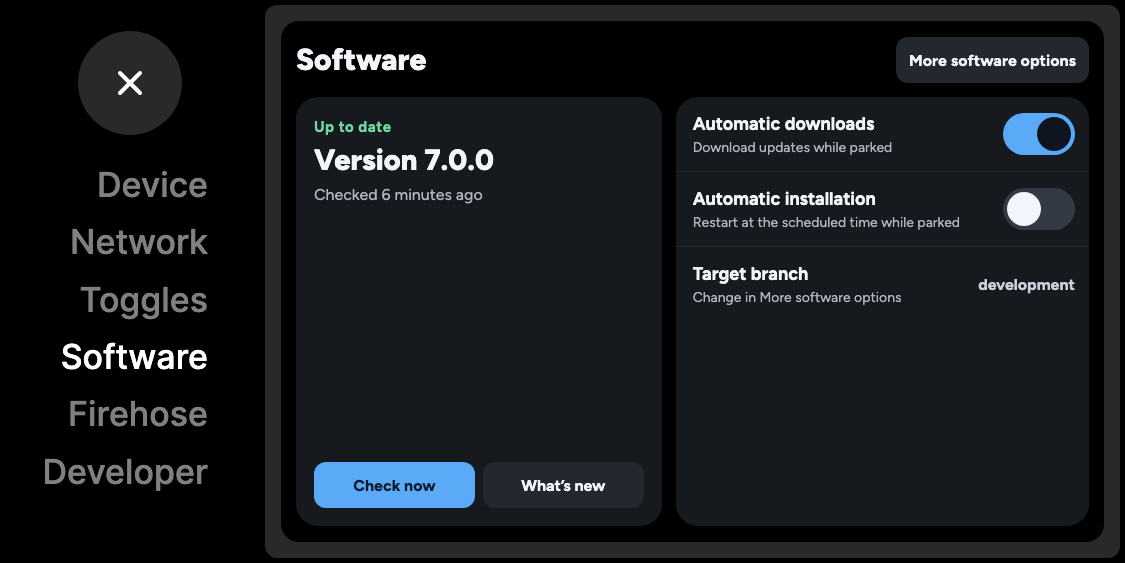 Device
Network
Toggles
Software
Firehose
Developer
Software
More software options
Up to date
Version 7.0.0
Checked 6 minutes ago
Check now
What’s new
Automatic downloads
Download updates while parked
Automatic installation
Restart at the scheduled time while parked
Target branch
Change in More software options
development